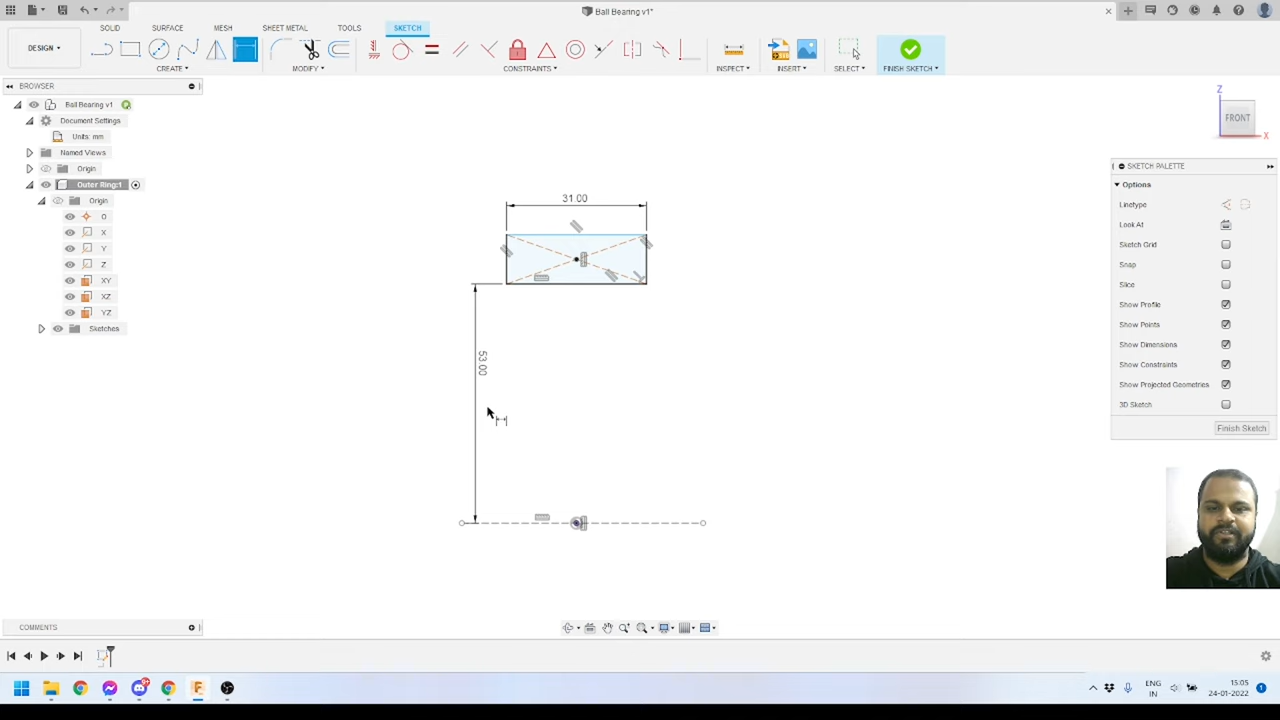 Ball Bearing v1*
SOLID
SURFACE
MESH
SHEET METAL
TOOLS
SKETCH
DESIGN
CREATE
MODIFY
CONSTRAINTS
INSPECT
INSERT
SELECT
FINISH SKETCH
BROWSER
Ball Bearing v1
Document Settings
Units: mm
Named Views
Origin
Outer Ring:1
Origin
O
X
Y
Z
XY
XZ
YZ
Sketches
31.00
53.00
Z
FRONT
X
SKETCH PALETTE
Options
Linetype
Look At
Sketch Grid
Snap
Slice
Show Profile
Show Points
Show Dimensions
Show Constraints
Show Projected Geometries
3D Sketch
Finish Sketch
COMMENTS
ENG
IN
15:05
24-01-2022